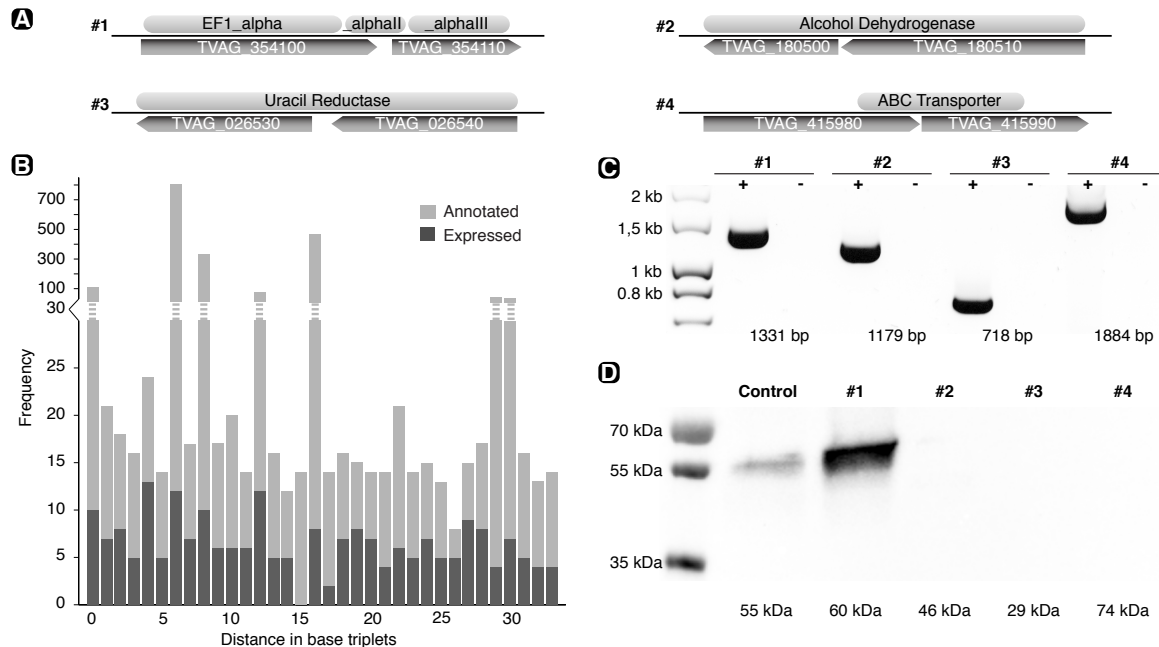 A
#1
EF1_alpha
_alphaII
_alphaIII
TVAG_354100
TVAG_354110
#2
Alcohol Dehydrogenase
TVAG_180500
TVAG_180510
#3
Uracil Reductase
TVAG_026530
TVAG_026540
#4
ABC Transporter
TVAG_415980
TVAG_415990
B
Frequency
700
500
300
100
30
25
20
15
10
5
0
Annotated
Expressed
0
5
10
15
20
25
30
Distance in base triplets
C
#1
#2
#3
#4
+ - + - + - + -
2 kb
1,5 kb
1 kb
0.8 kb
1331 bp
1179 bp
718 bp
1884 bp
D
Control
#1
#2
#3
#4
70 kDa
55 kDa
35 kDa
55 kDa
60 kDa
46 kDa
29 kDa
74 kDa